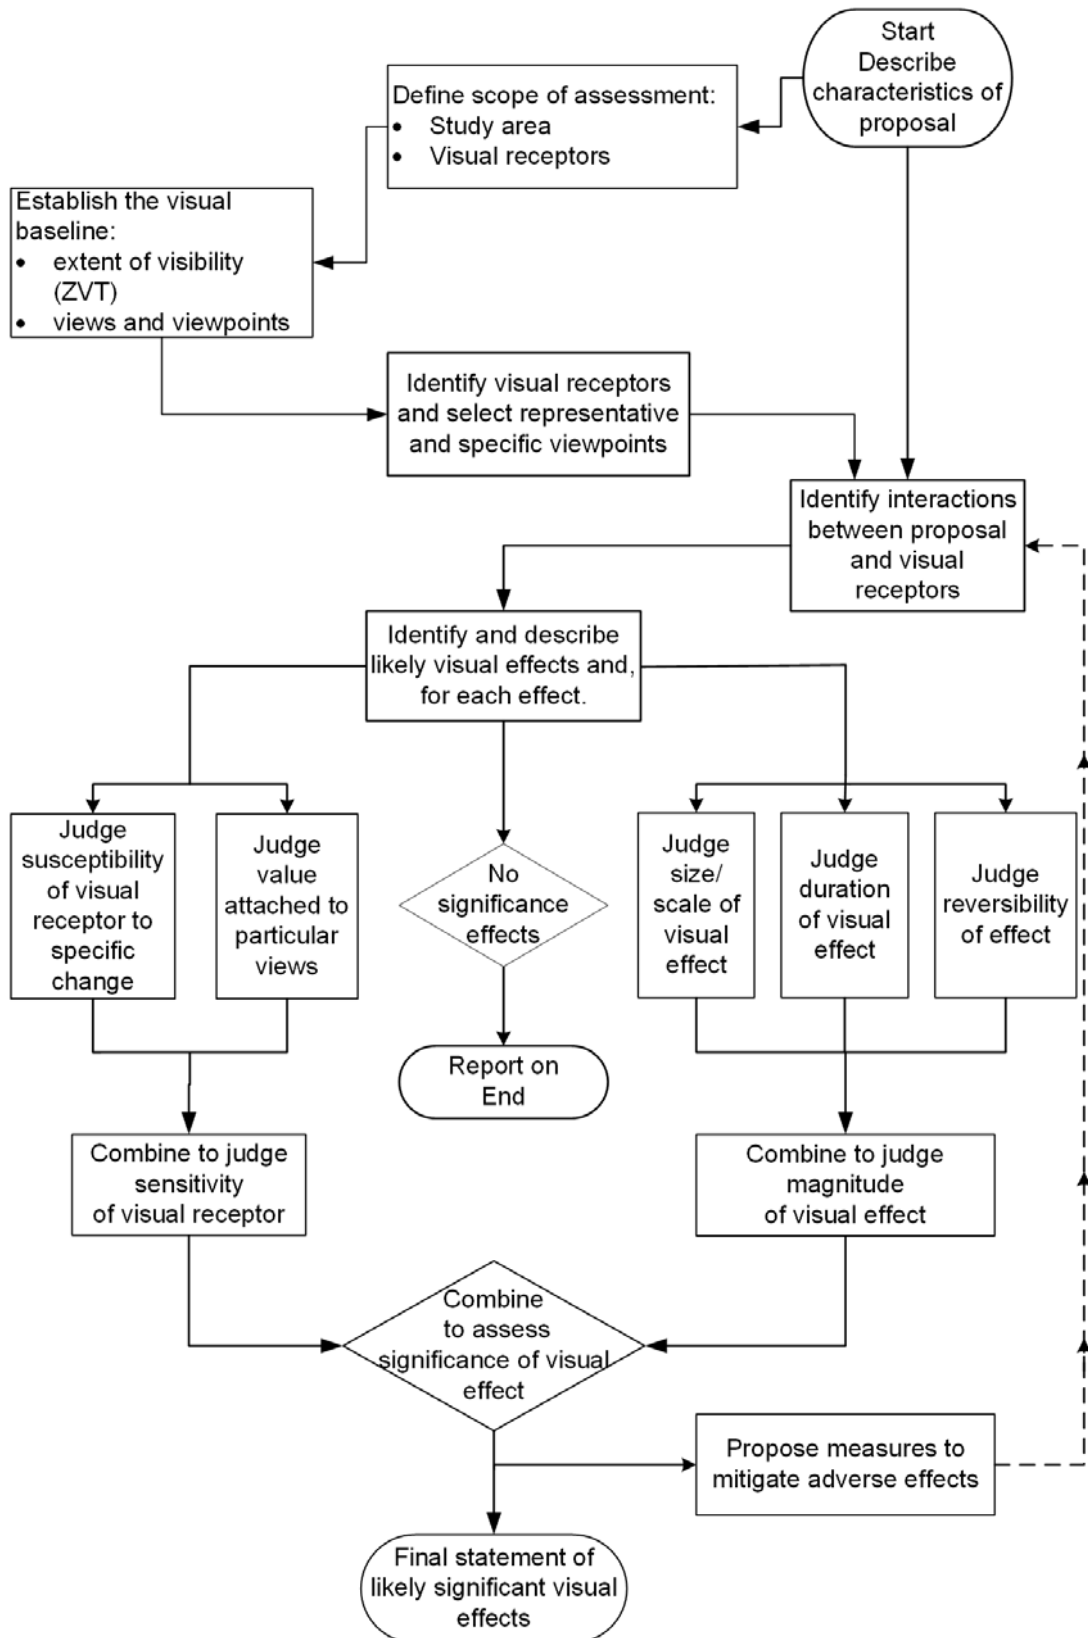 Start
Describe
characteristics of
proposal
Define scope of assessment:
• Study area
• Visual receptors
Establish the visual
baseline:
• extent of visibility
(ZVT)
• views and viewpoints
Identify visual receptors
and select representative
and specific viewpoints
Identify interactions
between proposal
and visual
receptors
Identify and describe
likely visual effects and,
for each effect.
Judge
susceptibility
of visual
receptor to
specific
change
Judge
value
attached to
particular
views
No
significance
effects
Judge
size/
scale of
visual
effect
Judge
duration
of visual
effect
Judge
reversibility
of effect
Report on
End
Combine to judge
sensitivity
of visual receptor
Combine to judge
magnitude
of visual effect
Combine
to assess
significance of visual
effect
Propose measures to
mitigate adverse effects
Final statement of
likely significant visual
effects